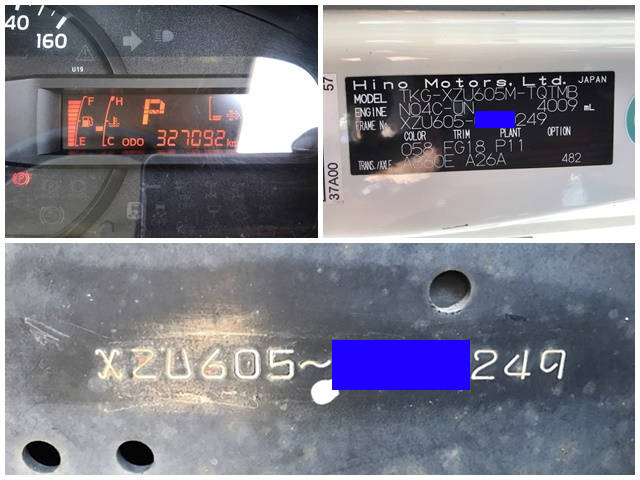 40
160
U19
F
H
P
E
C
ODO 327092 km
57
37A00
Hino Motors, Ltd. JAPAN
MODEL TKG-XZU605M-TQTMB
ENGINE N04C-UN 4009 mL
FRAME No. XZU605- 249
COLOR TRIM PLANT OPTION
058 FG18 P11
TRANS./AXLE A860E A26A 482
XZU605~ 249